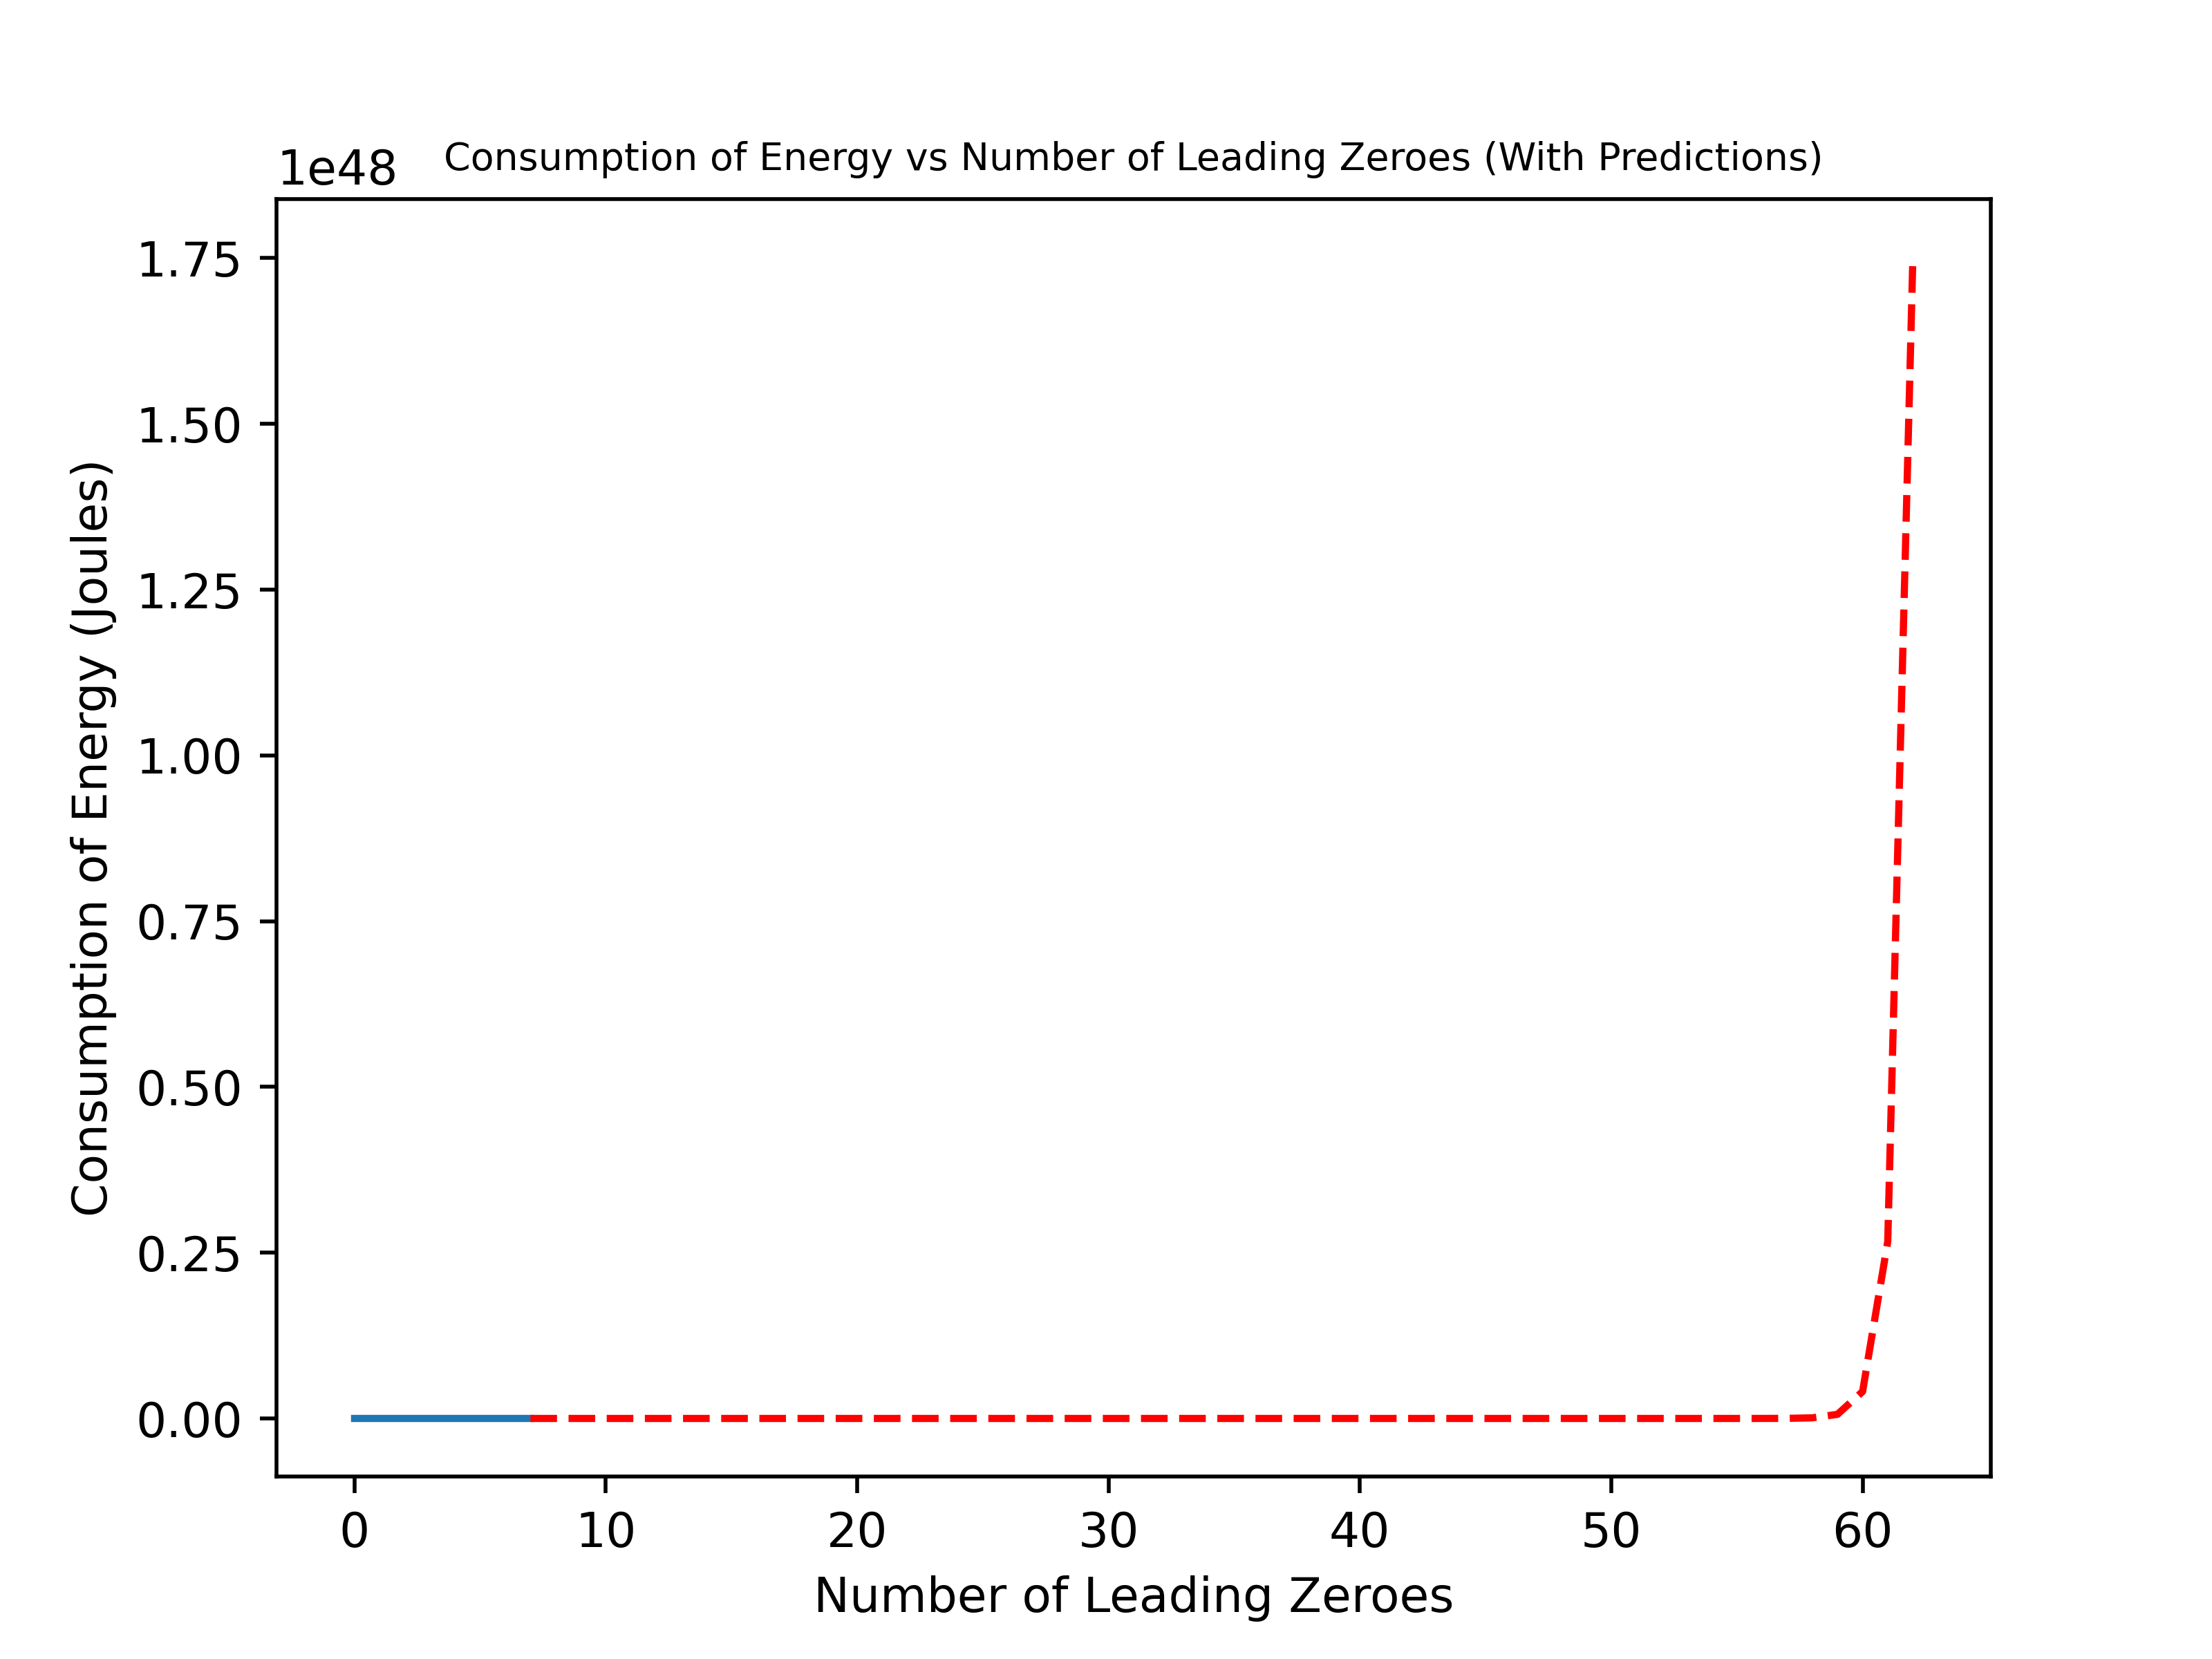 Consumption of Energy vs Number of Leading Zeroes (With Predictions)
1e48
1.75
1.50
1.25
1.00
0.75
0.50
0.25
0.00
Consumption of Energy (Joules)
0 10 20 30 40 50 60
Number of Leading Zeroes